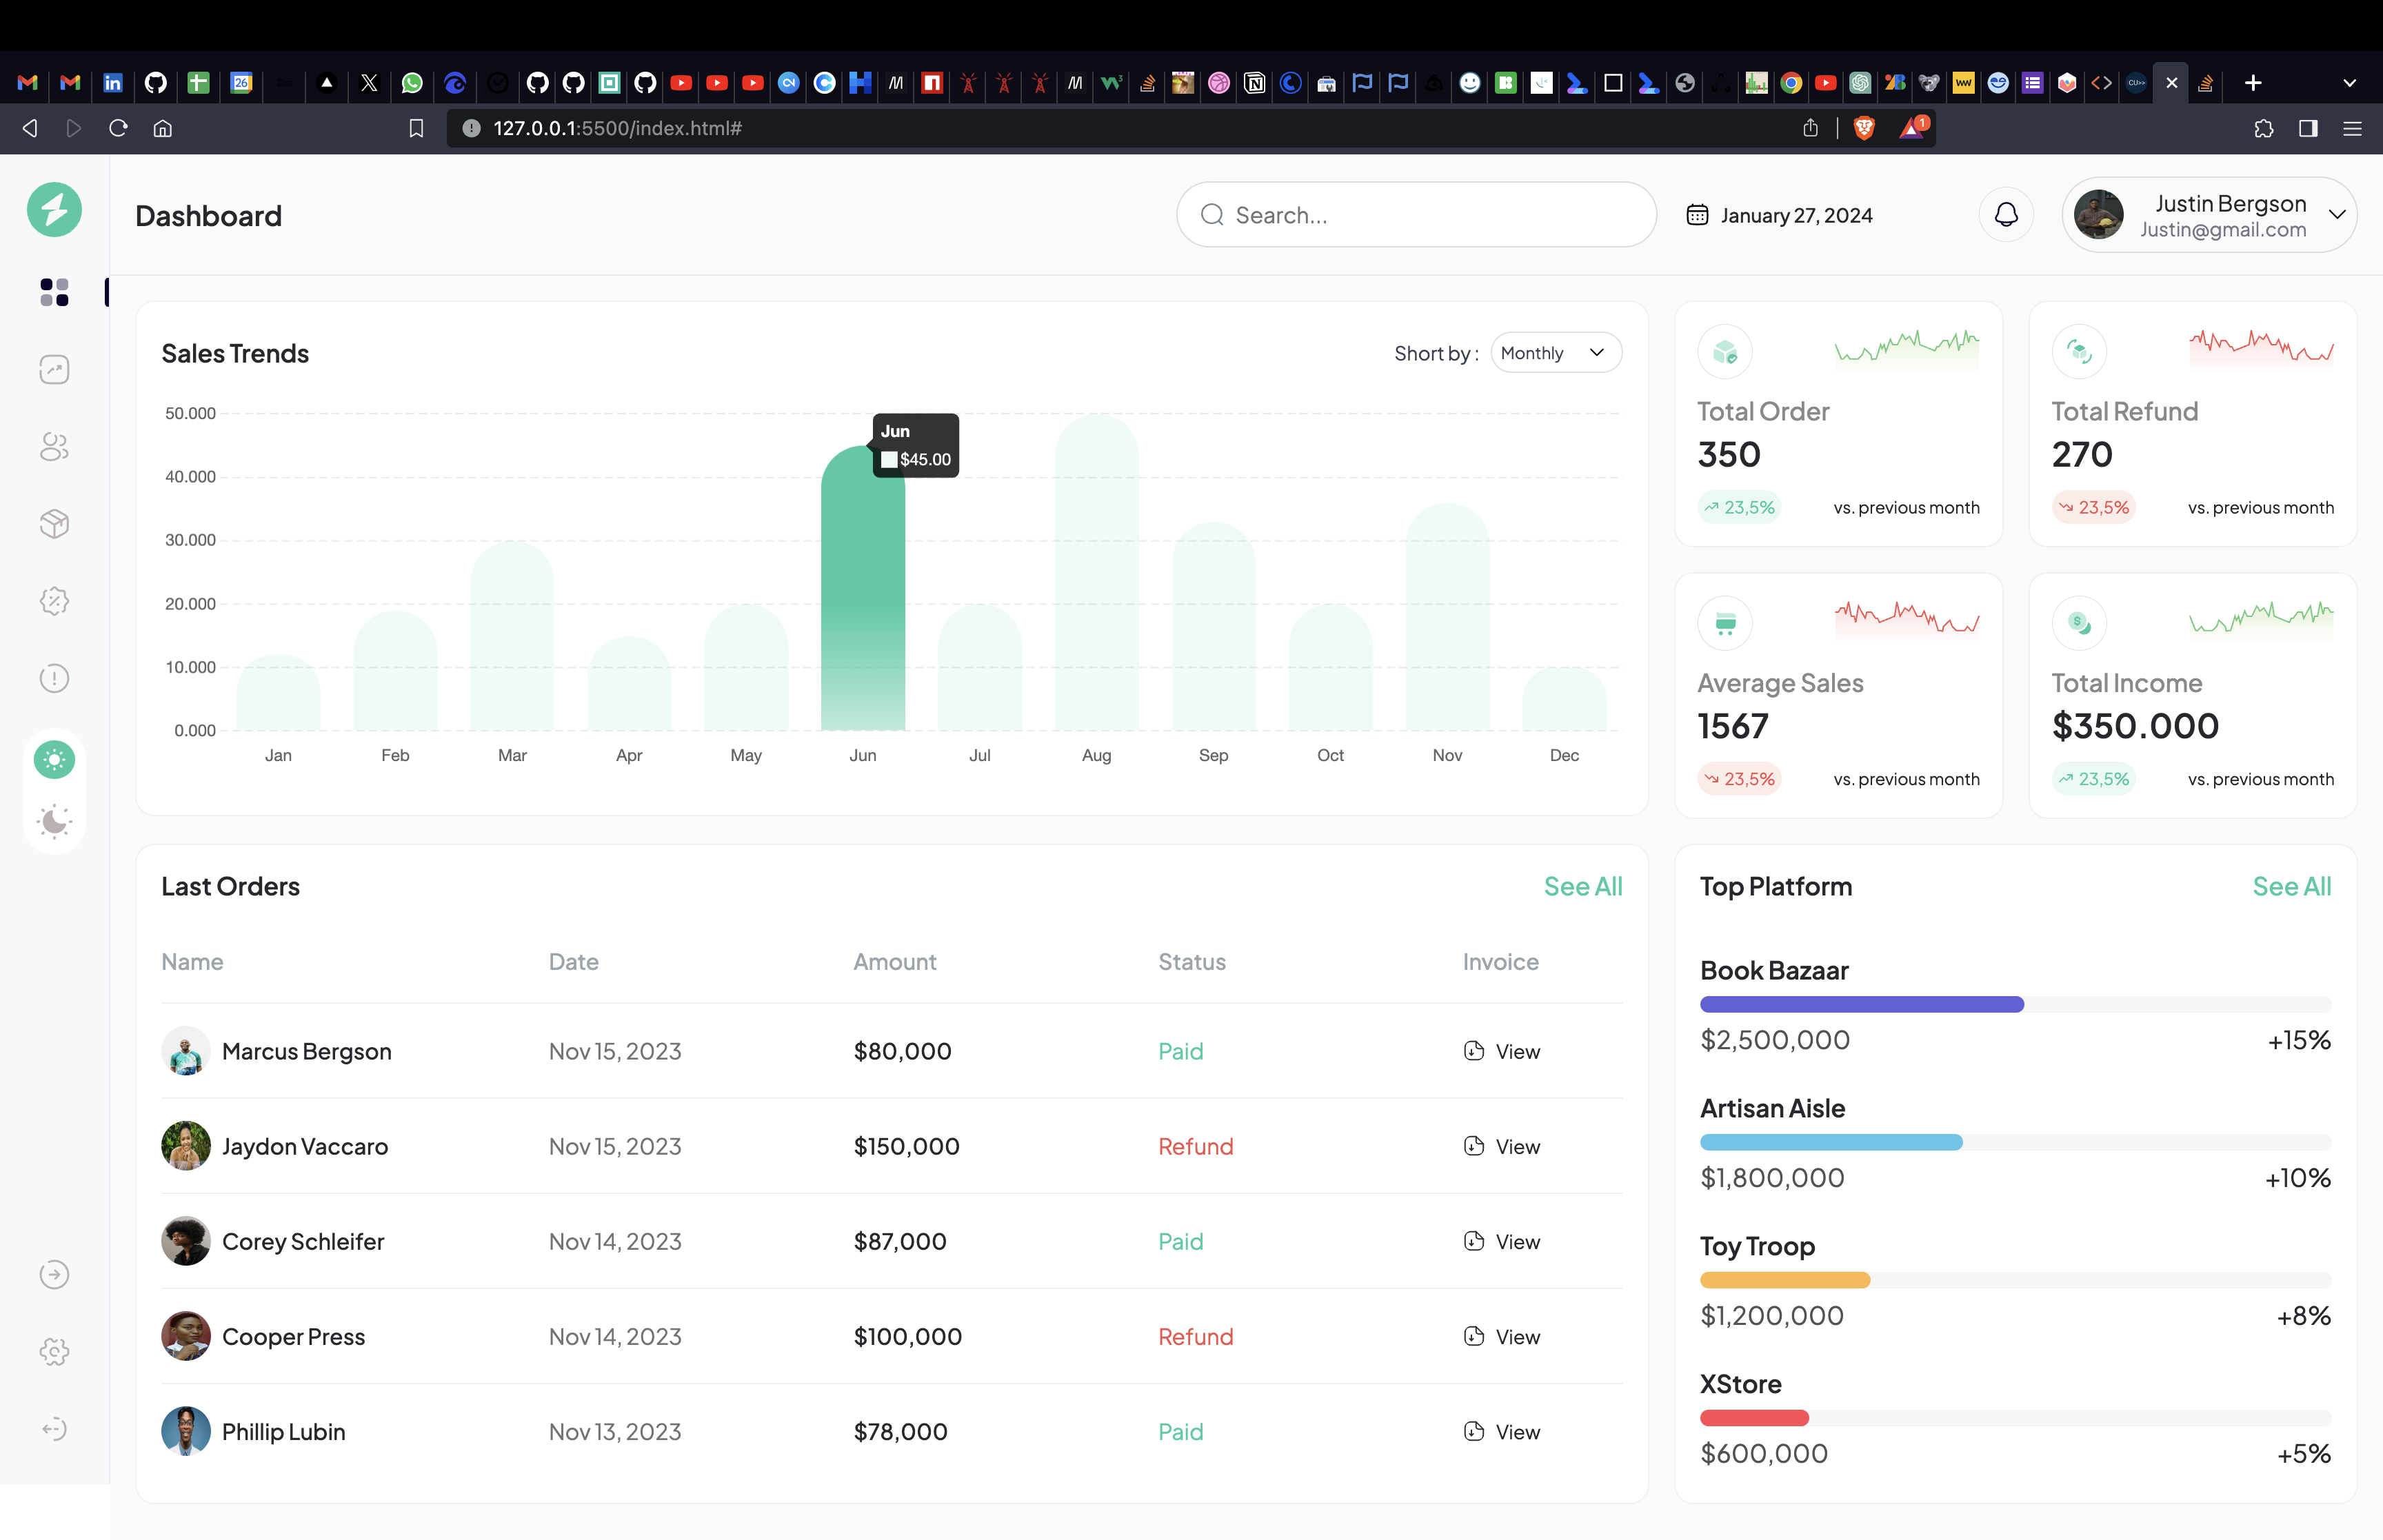 127.0.0.1:5500/index.html#
1
26
Dashboard
Search...
January 27, 2024
Justin Bergson
Justin@gmail.com
Sales Trends
Short by :
Monthly
50.000
40.000
30.000
20.000
10.000
0.000
Jun
$45.00
Jan
Feb
Mar
Apr
May
Jun
Jul
Aug
Sep
Oct
Nov
Dec
Total Order
350
23,5%
vs. previous month
Total Refund
270
23,5%
vs. previous month
Average Sales
1567
23,5%
vs. previous month
Total Income
$350.000
23,5%
vs. previous month
Last Orders
See All
Name Date Amount Status Invoice
Marcus Bergson Nov 15, 2023 $80,000 Paid View
Jaydon Vaccaro Nov 15, 2023 $150,000 Refund View
Corey Schleifer Nov 14, 2023 $87,000 Paid View
Cooper Press Nov 14, 2023 $100,000 Refund View
Phillip Lubin Nov 13, 2023 $78,000 Paid View
Top Platform
See All
Book Bazaar
$2,500,000 +15%
Artisan Aisle
$1,800,000 +10%
Toy Troop
$1,200,000 +8%
XStore
$600,000 +5%